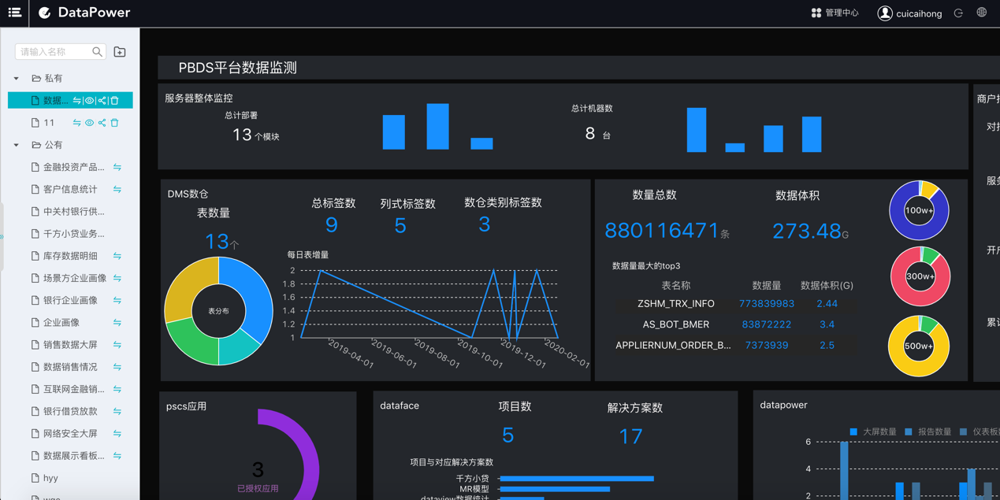 DataPower
管理中心
cuicaihong
请输入名称
私有
数据...
11
公有
金融投资产品...
客户信息统计
中关村银行供...
千方小贷业务...
库存数据明细
场景方企业画像
银行企业画像
企业画像
销售数据大屏
数据销售情况
互联网金融销...
银行借贷放款
网络安全大屏
数据展示看板...
hyy
PBDS平台数据监测
服务器整体监控
总计部署
13 个模块
总计机器数
8 台
DMS数仓
表数量
13个
总标签数
9
列式标签数
5
数仓类别标签数
3
表分布
每日表增量
2
1.8
1.6
1.4
1.2
1
2019-04-01
2019-06-01
2019-08-01
2019-10-01
2019-12-01
2020-02-01
数量总数
880116471条
数据体积
273.48G
数据量最大的top3
表名称 数据量 数据体积(G)
ZSHM_TRX_INFO 773839983 2.44
AS_BOT_BMER 83872222 3.4
APPLIERNUM_ORDER_B... 7373939 2.5
100w+
300w+
500w+
对接
服务
开户
累计
pscs应用
3
已授权应用
dataface
项目数
5
解决方案数
17
项目与对应解决方案数
千方小贷
MR模型
dataview数据统计
datapower
大屏数量 报告数量 仪表板
6
4
2